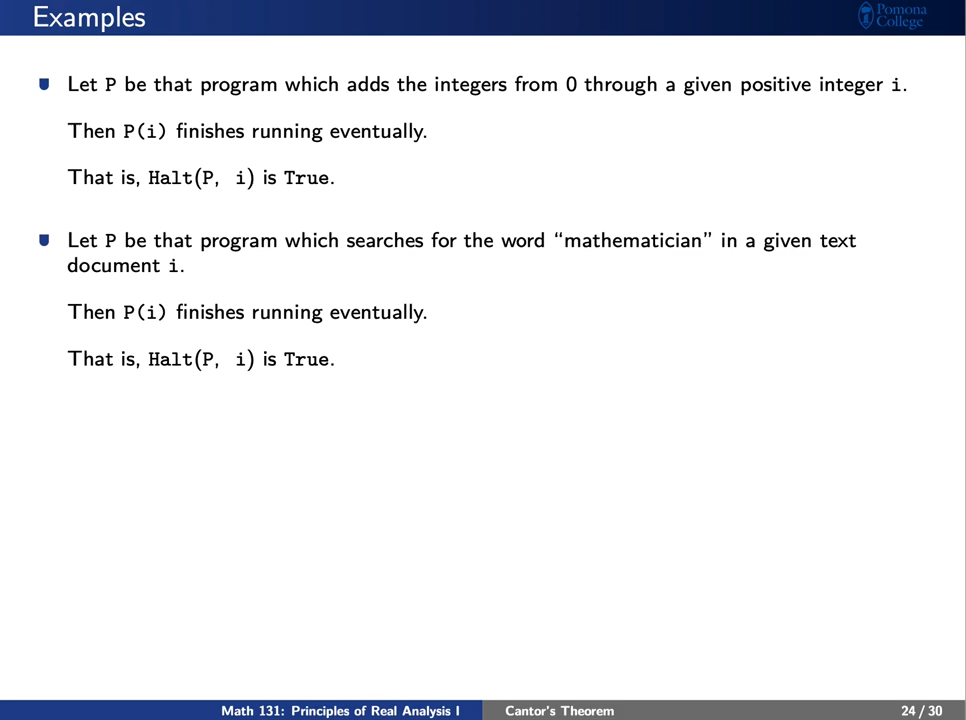 Examples
Pomona
College
Let P be that program which adds the integers from 0 through a given positive integer i.
Then P(i) finishes running eventually.
That is, Halt(P, i) is True.
Let P be that program which searches for the word “mathematician” in a given text
document i.
Then P(i) finishes running eventually.
That is, Halt(P, i) is True.
Math 131: Principles of Real Analysis I
Cantor's Theorem
24 / 30